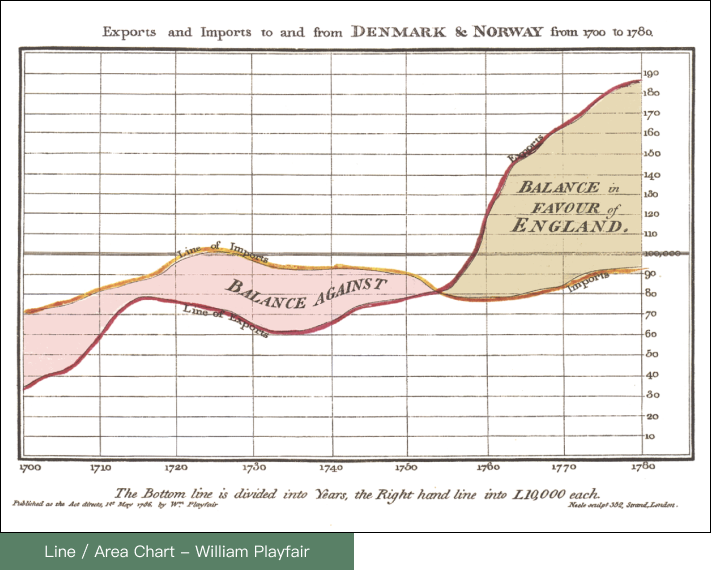 Exports and Imports to and from DENMARK & NORWAY from 1700 to 1780.
190
180
170
160
150
140
130
120
110
100,000
90
80
70
60
50
40
30
20
10
Exports
BALANCE in
FAVOUR of
ENGLAND.
Line of Imports
BALANCE AGAINST
Line of Exports
Imports
1700 1710 1720 1730 1740 1750 1760 1770 1780
The Bottom line is divided into Years, the Right hand line into L10,000 each.
Published as the Act directs, 1st May 1786, by Wm. Playfair
Neele sculpt 352, Strand, London.
Line / Area Chart – William Playfair